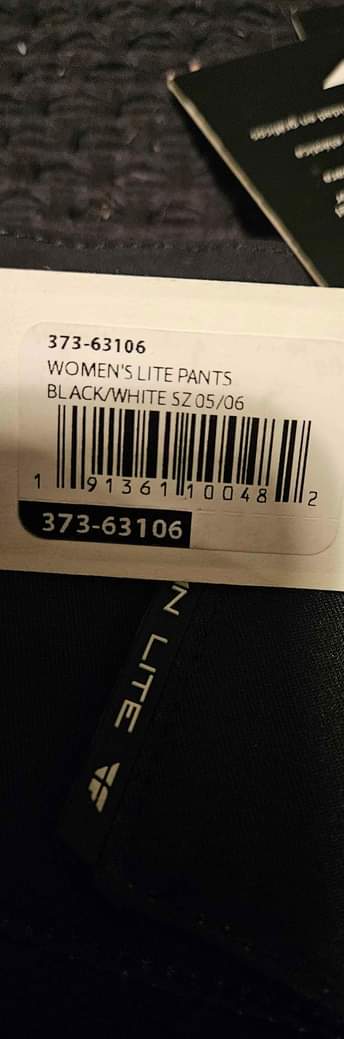 373-63106
WOMEN'S LITE PANTS
BLACK/WHITE SZ 05/06
1 91361 10048 2
373-63106
LITE